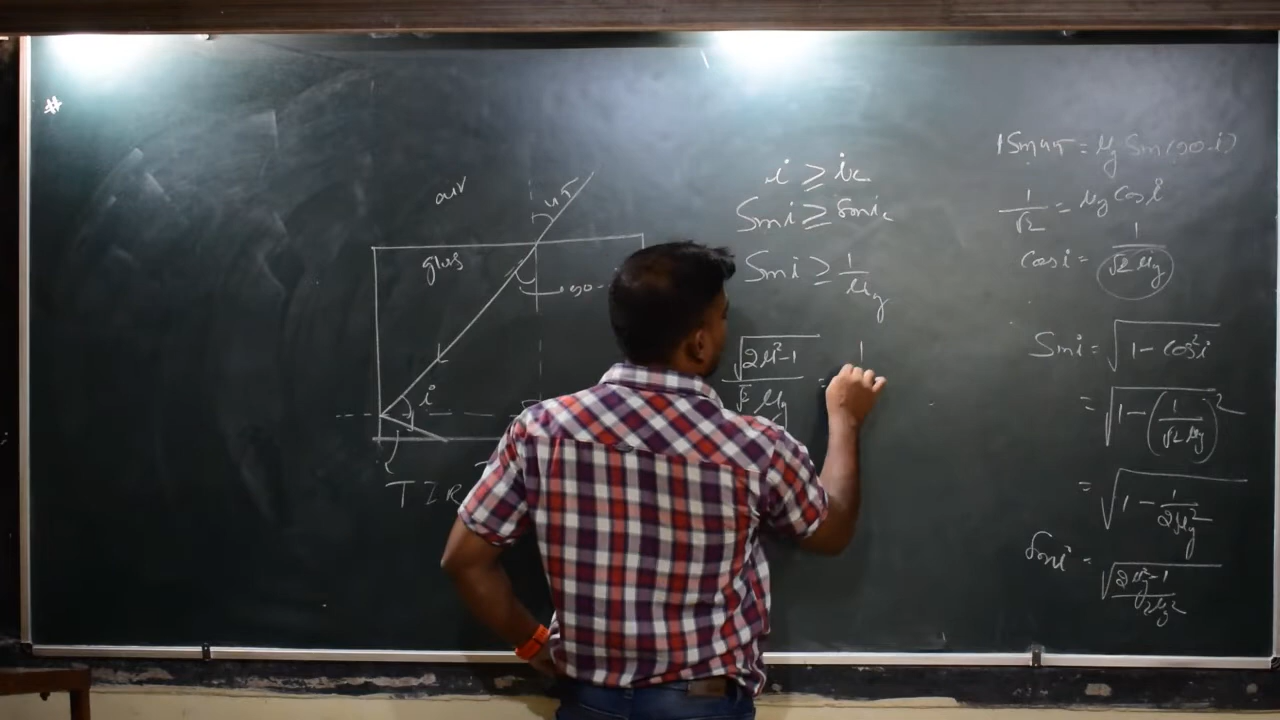 air
45
glass
90-
i
i
TIR
i ≥ ic
Sin i ≥ Sin ic
Sin i ≥ 1/μg
√(2μ²-1)/(√2 μg) = 1
1 Sin 45 = μg Sin(90-i)
1/√2 = μg Cos i
Cos i = 1/(√2 μg)
Sin i = √(1 - cos²i)
= √(1 - (1/(√2 μg))²)
= √(1 - 1/(2μg²))
Sin i = √((2μg²-1)/(2μg²))